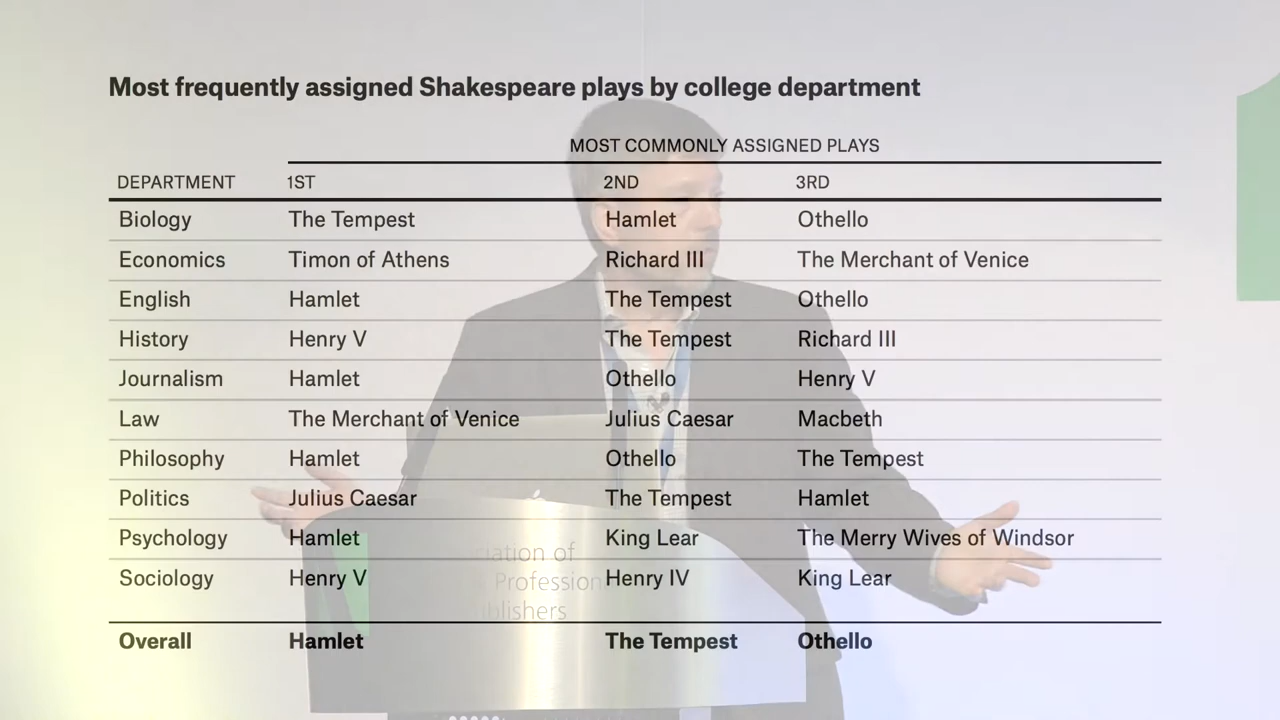 Most frequently assigned Shakespeare plays by college department
MOST COMMONLY ASSIGNED PLAYS
DEPARTMENT 1ST 2ND 3RD
Biology The Tempest Hamlet Othello
Economics Timon of Athens Richard III The Merchant of Venice
English Hamlet The Tempest Othello
History Henry V The Tempest Richard III
Journalism Hamlet Othello Henry V
Law The Merchant of Venice Julius Caesar Macbeth
Philosophy Hamlet Othello The Tempest
Politics Julius Caesar The Tempest Hamlet
Psychology Hamlet King Lear The Merry Wives of Windsor
iation of
Profession
Sociology Henry V Henry IV King Lear
blishers
Overall Hamlet The Tempest Othello